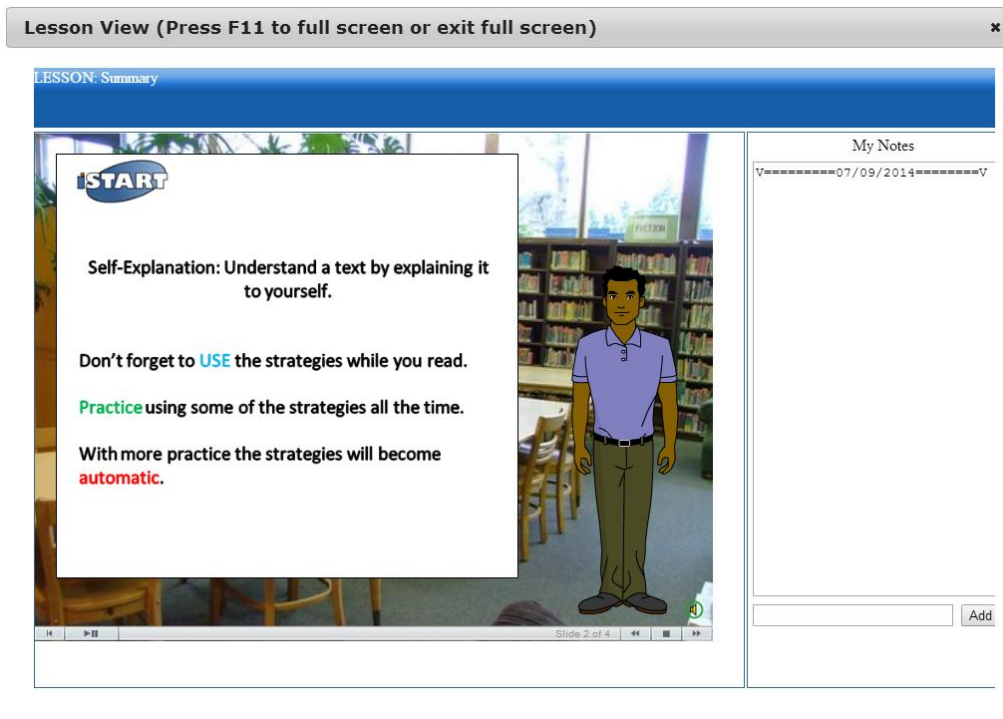 Lesson View (Press F11 to full screen or exit full screen)
LESSON: Summary
iSTART
Self-Explanation: Understand a text by explaining it
to yourself.
Don't forget to USE the strategies while you read.
Practice using some of the strategies all the time.
With more practice the strategies will become
automatic.
FICTION
Slide 2 of 4
My Notes
V=========07/09/2014========V
Add